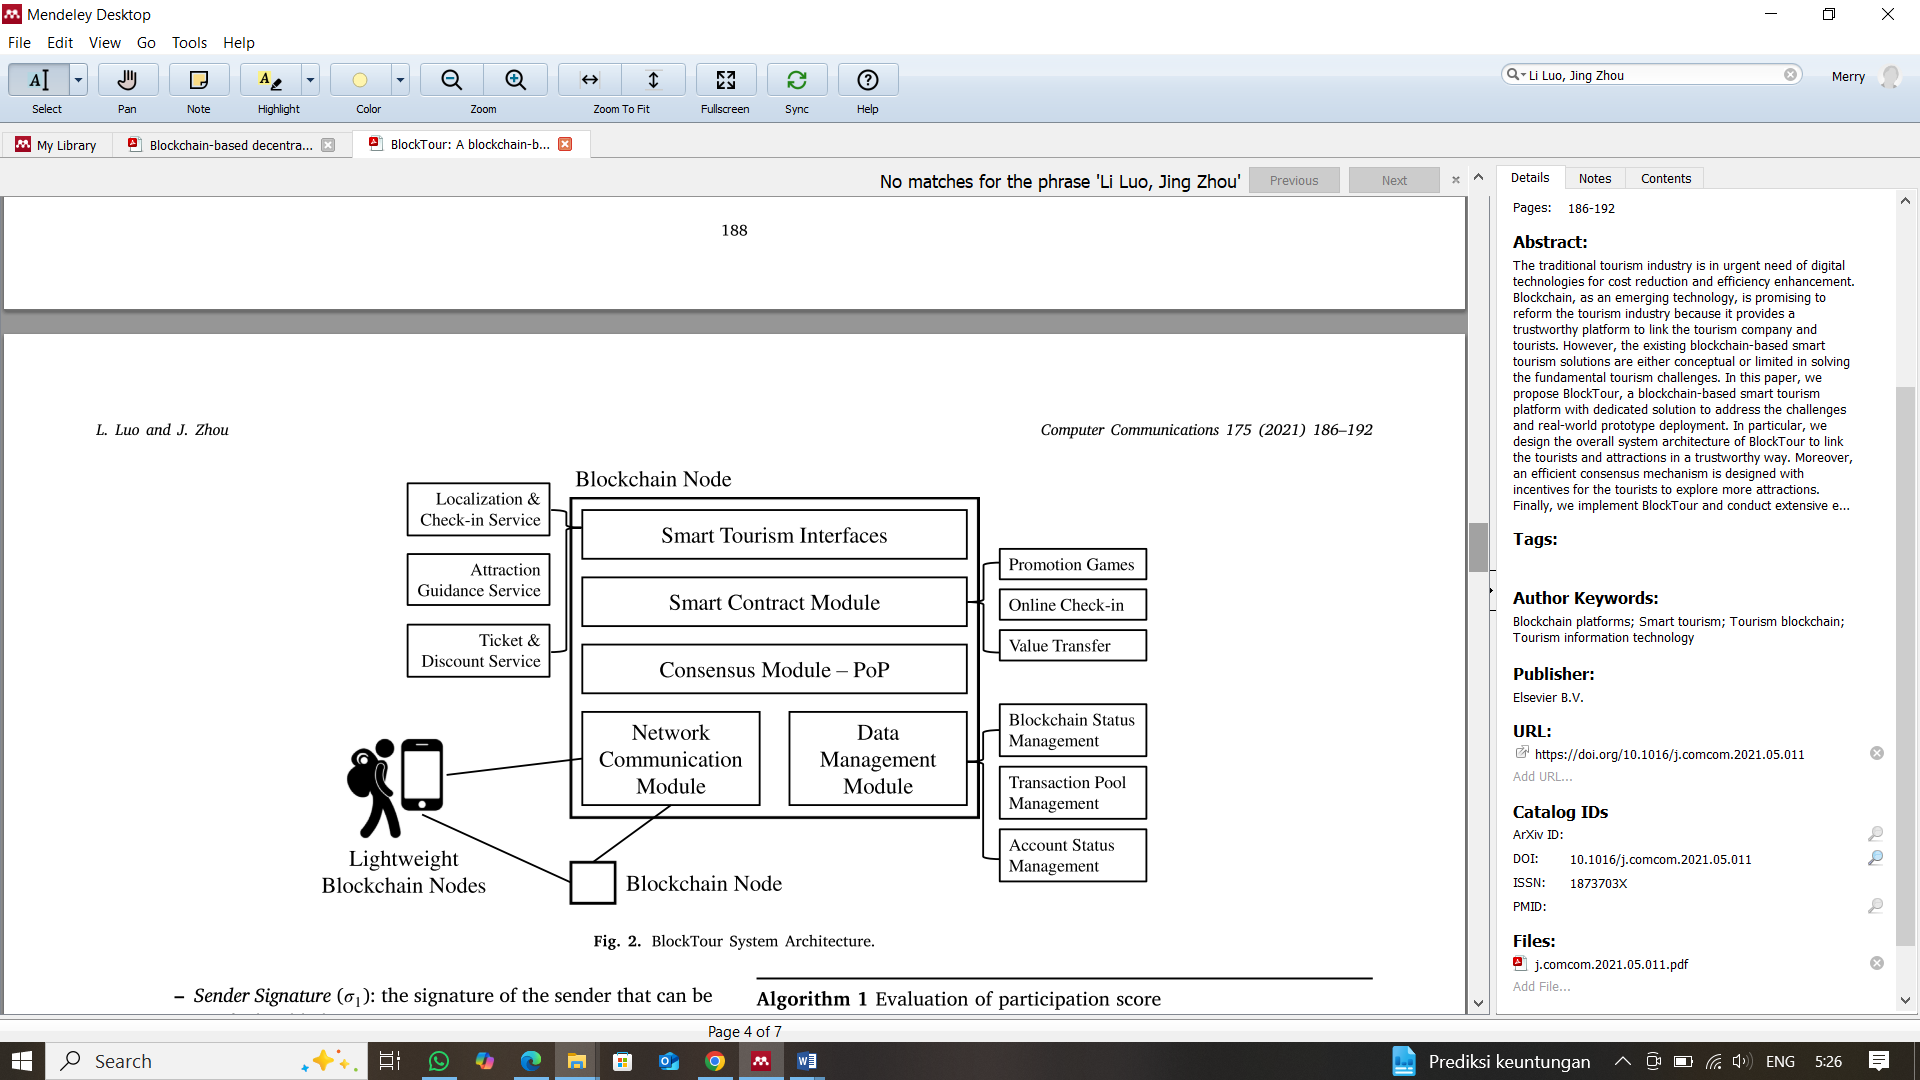 Mendeley Desktop
File Edit View Go Tools Help
Select Pan Note Highlight Color Zoom Zoom To Fit Fullscreen Sync Help
Li Luo, Jing Zhou
Merry
My Library
Blockchain-based decentra...
BlockTour: A blockchain-b...
No matches for the phrase 'Li Luo, Jing Zhou' Previous Next
188
L. Luo and J. Zhou
Computer Communications 175 (2021) 186–192
Blockchain Node
Localization &
Check-in Service
Attraction
Guidance Service
Ticket &
Discount Service
Smart Tourism Interfaces
Smart Contract Module
Consensus Module – PoP
Network
Communication
Module
Data
Management
Module
Promotion Games
Online Check-in
Value Transfer
Blockchain Status
Management
Transaction Pool
Management
Account Status
Management
Lightweight
Blockchain Nodes
Blockchain Node
Fig. 2. BlockTour System Architecture.
– Sender Signature (σ1): the signature of the sender that can be
Algorithm 1 Evaluation of participation score
Page 4 of 7
Details Notes Contents
Pages: 186-192
Abstract:
The traditional tourism industry is in urgent need of digital
technologies for cost reduction and efficiency enhancement.
Blockchain, as an emerging technology, is promising to
reform the tourism industry because it provides a
trustworthy platform to link the tourism company and
tourists. However, the existing blockchain-based smart
tourism solutions are either conceptual or limited in solving
the fundamental tourism challenges. In this paper, we
propose BlockTour, a blockchain-based smart tourism
platform with dedicated solution to address the challenges
and real-world prototype deployment. In particular, we
design the overall system architecture of BlockTour to link
the tourists and attractions in a trustworthy way. Moreover,
an efficient consensus mechanism is designed with
incentives for the tourists to explore more attractions.
Finally, we implement BlockTour and conduct extensive e...
Tags:
Author Keywords:
Blockchain platforms; Smart tourism; Tourism blockchain;
Tourism information technology
Publisher:
Elsevier B.V.
URL:
https://doi.org/10.1016/j.comcom.2021.05.011
Add URL...
Catalog IDs
ArXiv ID:
DOI: 10.1016/j.comcom.2021.05.011
ISSN: 1873703X
PMID:
Files:
j.comcom.2021.05.011.pdf
Add File...
Search
Prediksi keuntungan
ENG
5:26